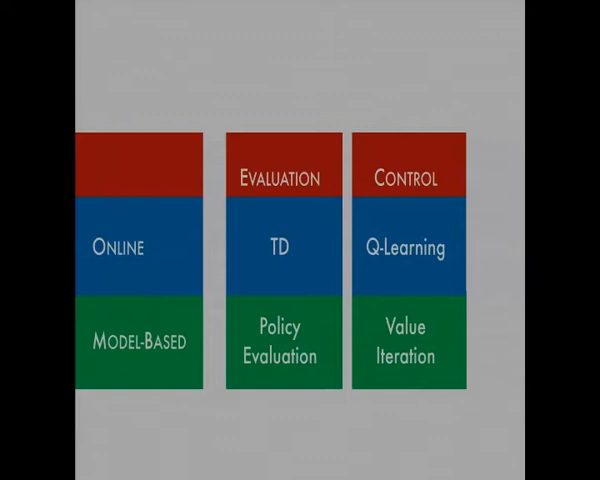 EVALUATION CONTROL
ONLINE TD Q-Learning
MODEL-BASED Policy Evaluation Value Iteration